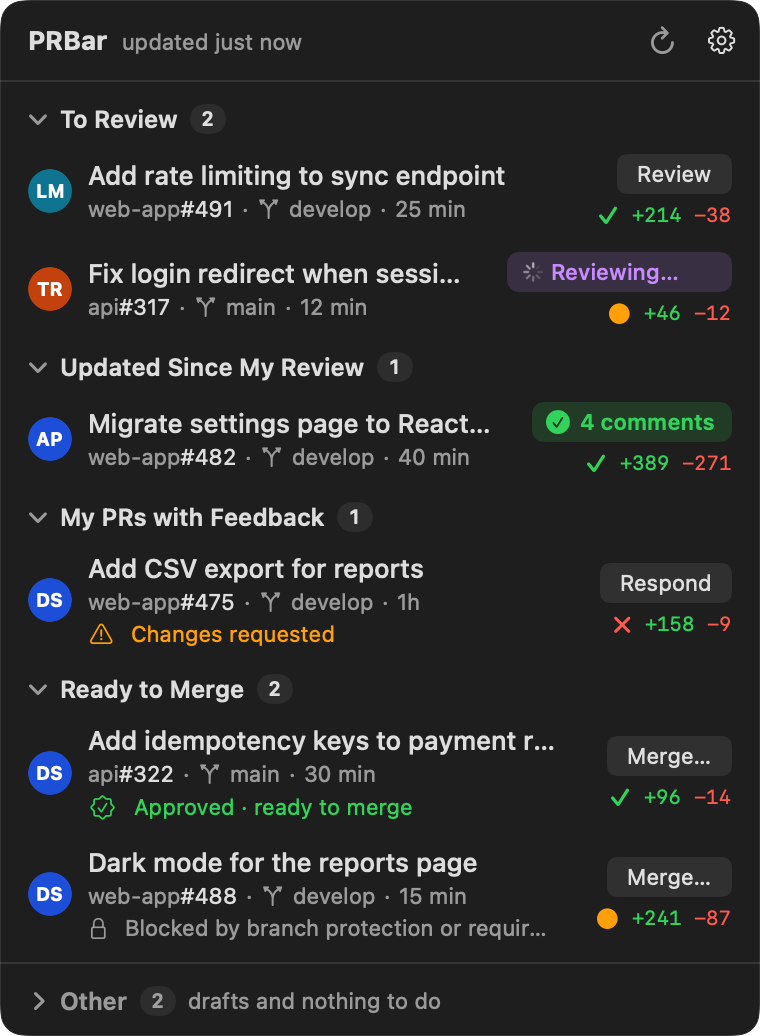 PRBar updated just now
To Review 2
LM
Add rate limiting to sync endpoint
Review
web-app#491 · develop · 25 min
+214 −38
TR
Fix login redirect when sessi...
Reviewing...
api#317 · main · 12 min
+46 −12
Updated Since My Review 1
AP
Migrate settings page to React...
4 comments
web-app#482 · develop · 40 min
+389 −271
My PRs with Feedback 1
DS
Add CSV export for reports
Respond
web-app#475 · develop · 1h
+158 −9
Changes requested
Ready to Merge 2
DS
Add idempotency keys to payment r...
Merge...
api#322 · main · 30 min
+96 −14
Approved · ready to merge
DS
Dark mode for the reports page
Merge...
web-app#488 · develop · 15 min
+241 −87
Blocked by branch protection or requir...
Other 2 drafts and nothing to do